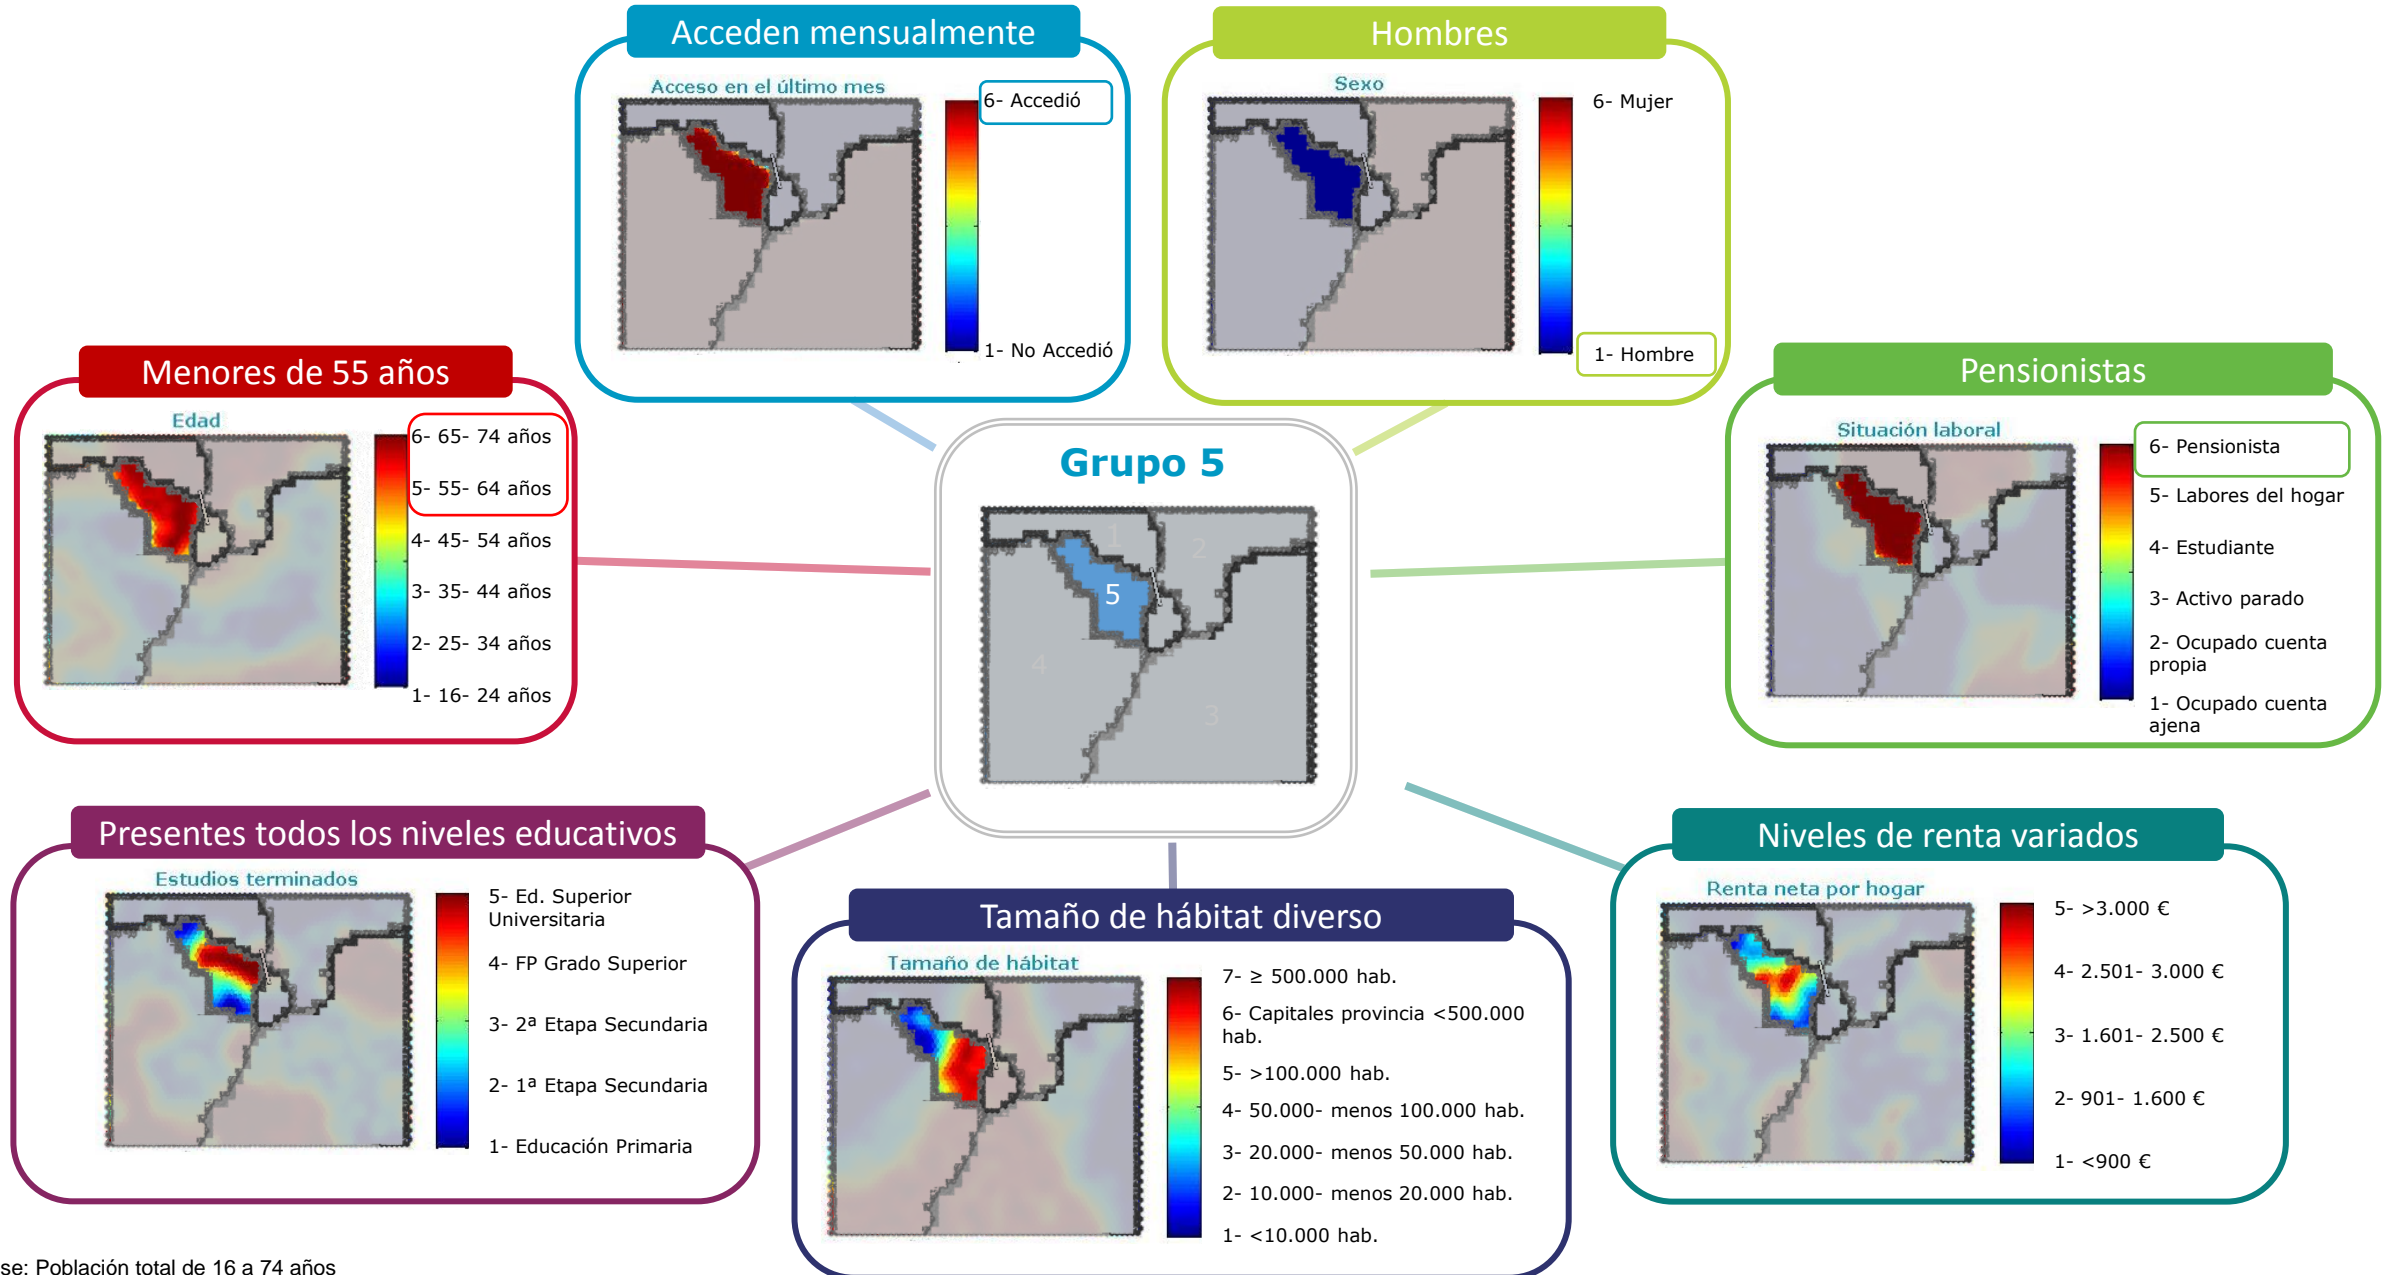 Acceden mensualmente
Acceso en el último mes
6- Accedió
1- No Accedió
Hombres
Sexo
6- Mujer
1- Hombre
Menores de 55 años
Edad
6- 65- 74 años
5- 55- 64 años
4- 45- 54 años
3- 35- 44 años
2- 25- 34 años
1- 16- 24 años
Grupo 5
1
2
5
4
3
Pensionistas
Situación laboral
6- Pensionista
5- Labores del hogar
4- Estudiante
3- Activo parado
2- Ocupado cuenta
propia
1- Ocupado cuenta
ajena
Presentes todos los niveles educativos
Estudios terminados
5- Ed. Superior
Universitaria
4- FP Grado Superior
3- 2ª Etapa Secundaria
2- 1ª Etapa Secundaria
1- Educación Primaria
Tamaño de hábitat diverso
Tamaño de hábitat
7- ≥ 500.000 hab.
6- Capitales provincia <500.000
hab.
5- >100.000 hab.
4- 50.000- menos 100.000 hab.
3- 20.000- menos 50.000 hab.
2- 10.000- menos 20.000 hab.
1- <10.000 hab.
Niveles de renta variados
Renta neta por hogar
5- >3.000 €
4- 2.501- 3.000 €
3- 1.601- 2.500 €
2- 901- 1.600 €
1- <900 €
se: Población total de 16 a 74 años